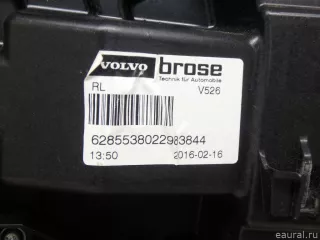 VOLVO brose
Technik für Automobile
RL V526
6285538022983844
13:50 2016-02-16
eaural.ru